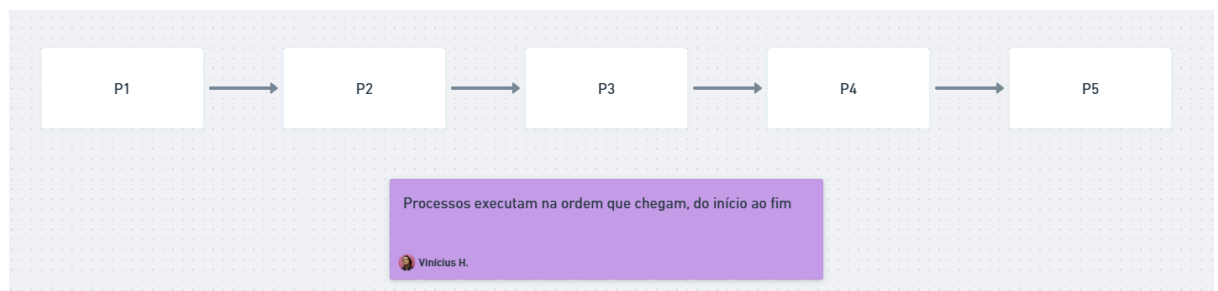 P1
P2
P3
P4
P5
Processos executam na ordem que chegam, do início ao fim
Vinícius H.